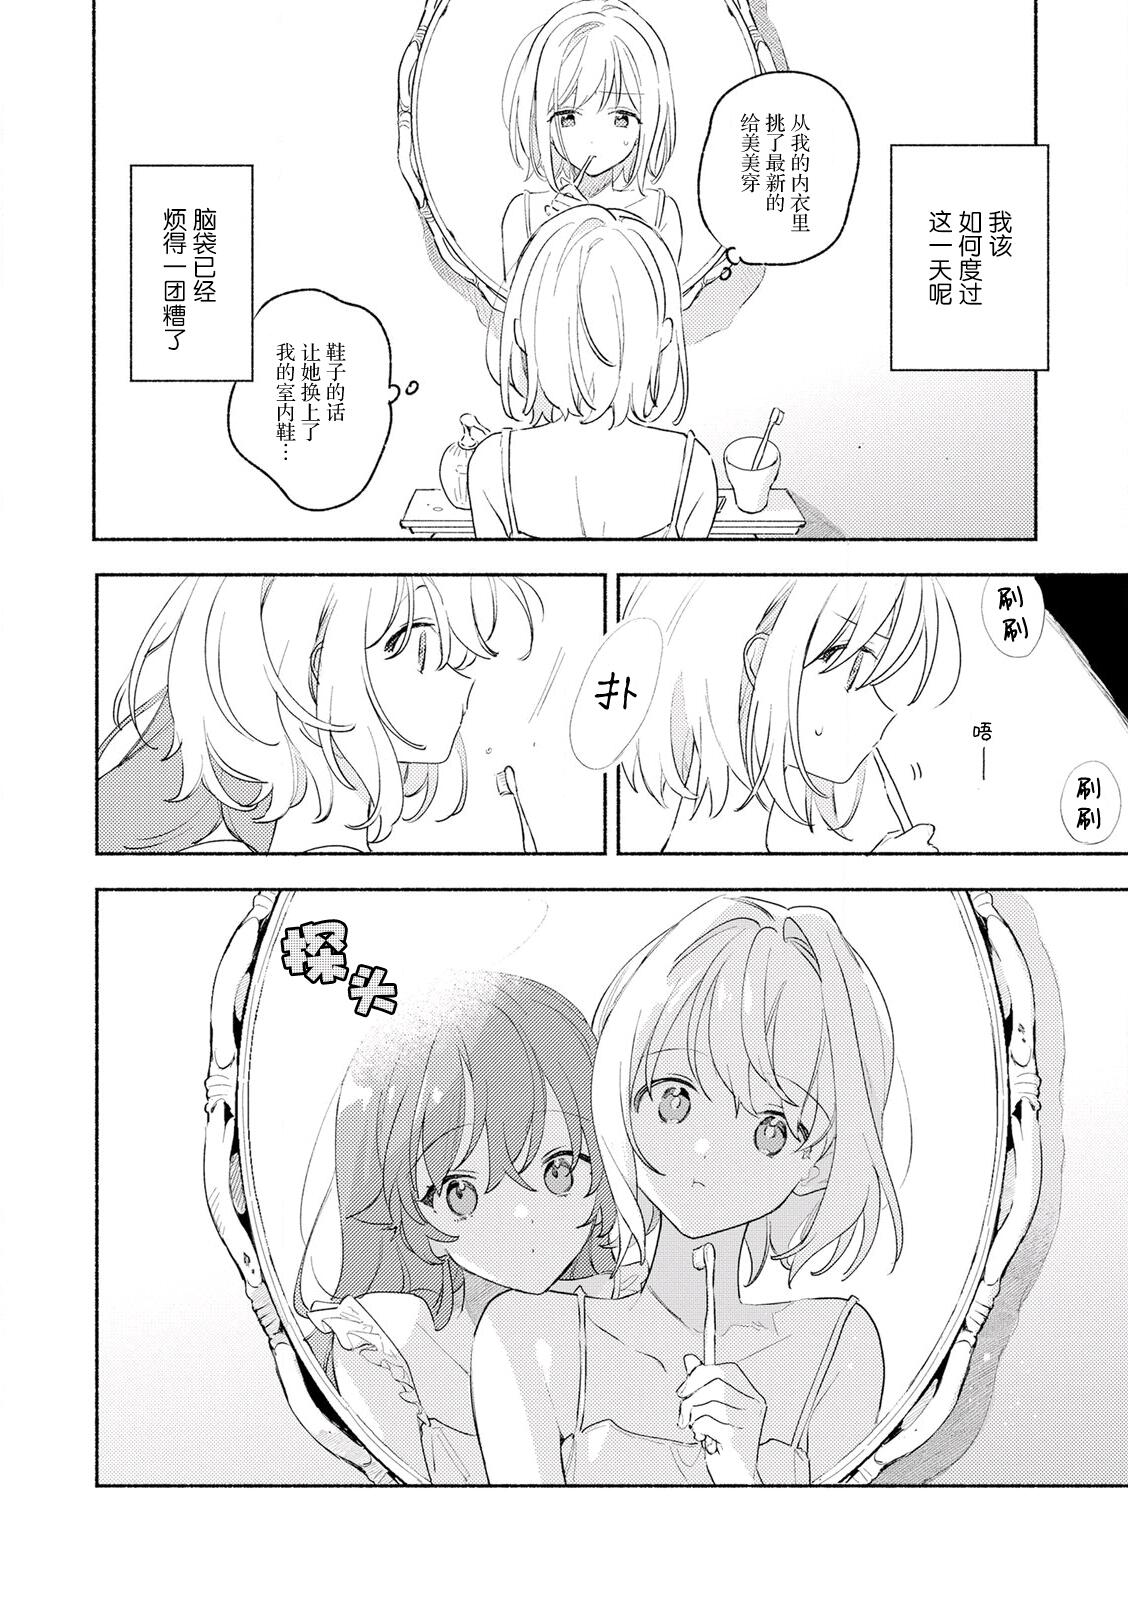 我该
如何度过
这一天呢
从我的内衣里
挑了最新的
给美美穿
鞋子的话
让她换上了
我的室内鞋…
脑袋已经
烦得一团糟了
刷
刷
唔—
刷
刷
扑
探头